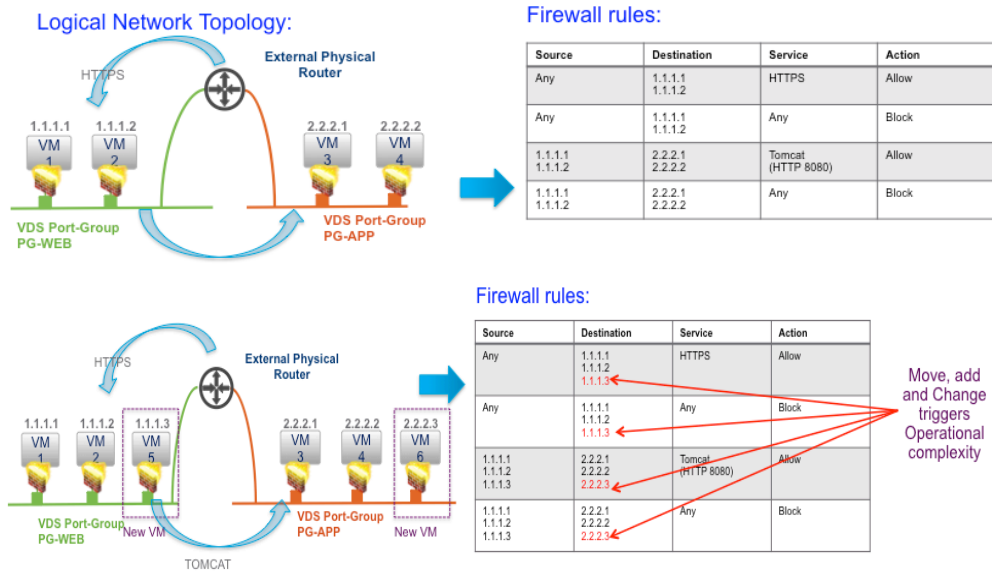 Logical Network Topology:
HTTPS
External Physical
Router
1.1.1.1
1.1.1.2
2.2.2.1
2.2.2.2
VM
1
VM
2
VM
3
VM
4
VDS Port-Group
PG-WEB
VDS Port-Group
PG-APP
Firewall rules:
Source Destination Service Action
Any 1.1.1.1 HTTPS Allow
1.1.1.2
Any 1.1.1.1 Any Block
1.1.1.2
1.1.1.1 2.2.2.1 Tomcat Allow
1.1.1.2 2.2.2.2 (HTTP 8080)
1.1.1.1 2.2.2.1 Any Block
1.1.1.2 2.2.2.2
HTTPS
External Physical
Router
1.1.1.1
1.1.1.2
1.1.1.3
2.2.2.1
2.2.2.2
2.2.2.3
VM
1
VM
2
VM
5
VM
3
VM
4
VM
6
VDS Port-Group
PG-WEB
New VM
VDS Port-Group
PG-APP
New VM
TOMCAT
Firewall rules:
Source Destination Service Action
Any 1.1.1.1 HTTPS Allow
1.1.1.2
1.1.1.3
Any 1.1.1.1 Any Block
1.1.1.2
1.1.1.3
1.1.1.1 2.2.2.1 Tomcat Allow
1.1.1.2 2.2.2.2 (HTTP 8080)
1.1.1.3 2.2.2.3
1.1.1.1 2.2.2.1 Any Block
1.1.1.2 2.2.2.2
1.1.1.3 2.2.2.3
Move, add
and Change
triggers
Operational
complexity